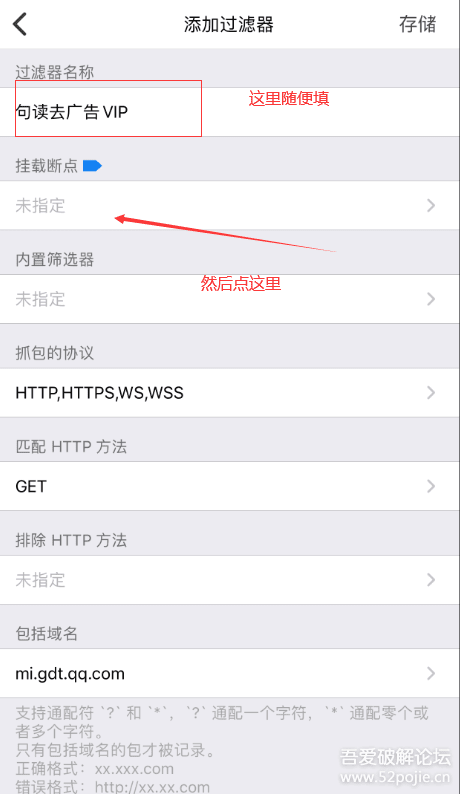 添加过滤器
存储
过滤器名称
句读去广告VIP
这里随便填
挂载断点
未指定
内置筛选器
然后点这里
未指定
抓包的协议
HTTP,HTTPS,WS,WSS
匹配 HTTP 方法
GET
排除 HTTP 方法
未指定
包括域名
mi.gdt.qq.com
支持通配符 `?` 和 `*`，`?` 通配一个字符，`*` 通配零个或
者多个字符。
只有包括域名的包才被记录。
正确格式：xx.xxx.com
错误格式：http://xx.xx.com
吾爱破解论坛
www.52pojie.cn